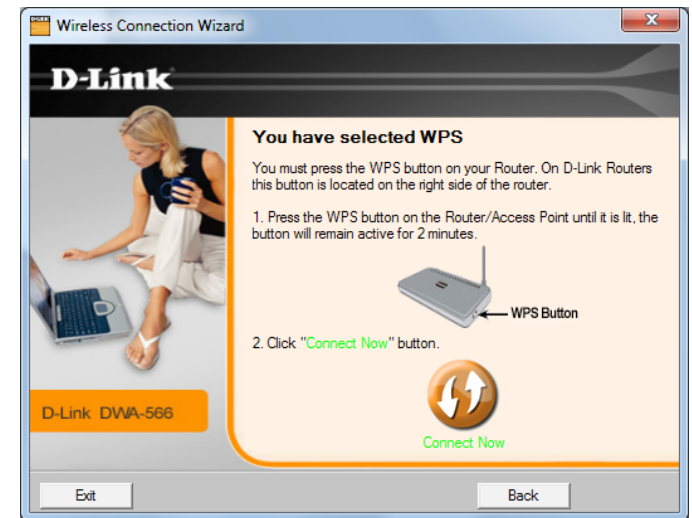 Wireless Connection Wizard
D-Link
You have selected WPS
You must press the WPS button on your Router. On D-Link Routers
this button is located on the right side of the router.
1. Press the WPS button on the Router/Access Point until it is lit, the
button will remain active for 2 minutes.
WPS Button
2. Click "Connect Now" button.
D-Link DWA-566
Connect Now
Exit
Back